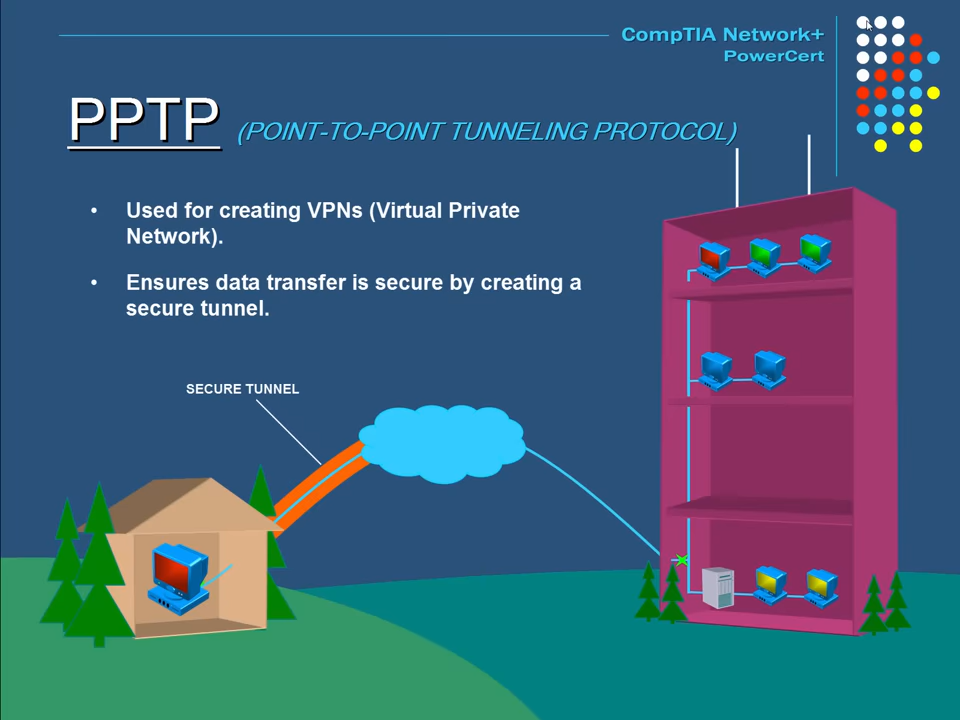 CompTIA Network+
PowerCert
PPTP (POINT-TO-POINT TUNNELING PROTOCOL)
• Used for creating VPNs (Virtual Private
Network).
• Ensures data transfer is secure by creating a
secure tunnel.
SECURE TUNNEL